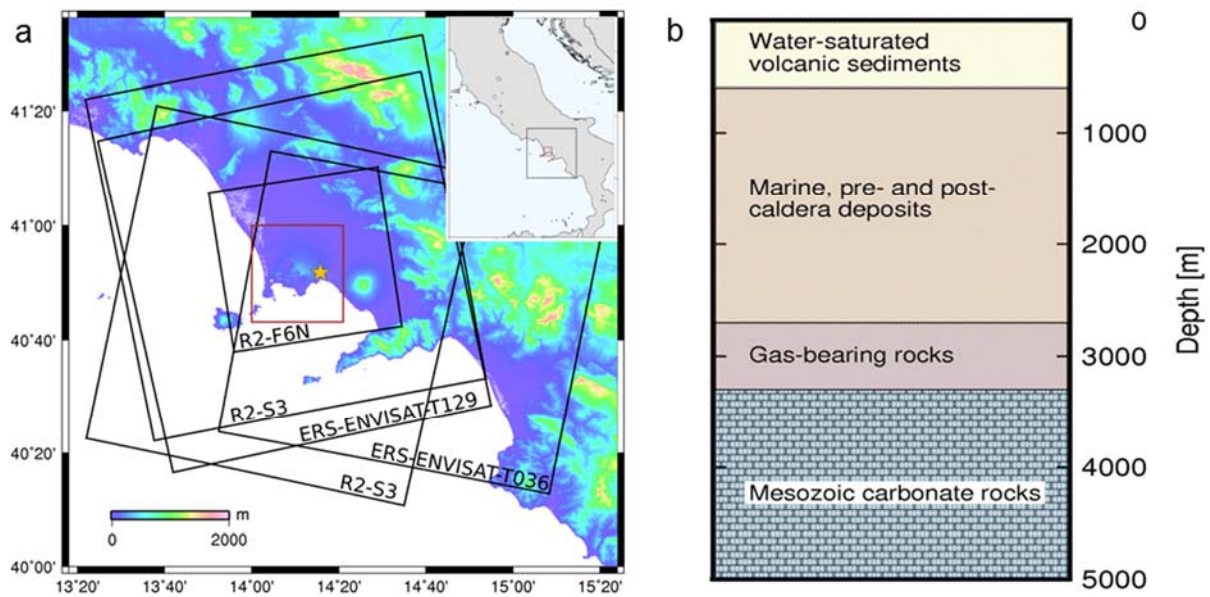 a
41°20'
41°00'
40°40'
40°20'
40°00'
13°20'
13°40'
14°00'
14°20'
14°40'
15°00'
15°20'
R2-F6N
R2-S3
ERS-ENVISAT-T129
ERS-ENVISAT-T036
R2-S3
m
0
2000
b
Water-saturated
volcanic sediments
Marine, pre- and post-
caldera deposits
Gas-bearing rocks
Mesozoic carbonate rocks
0
1000
2000
3000
4000
5000
Depth [m]